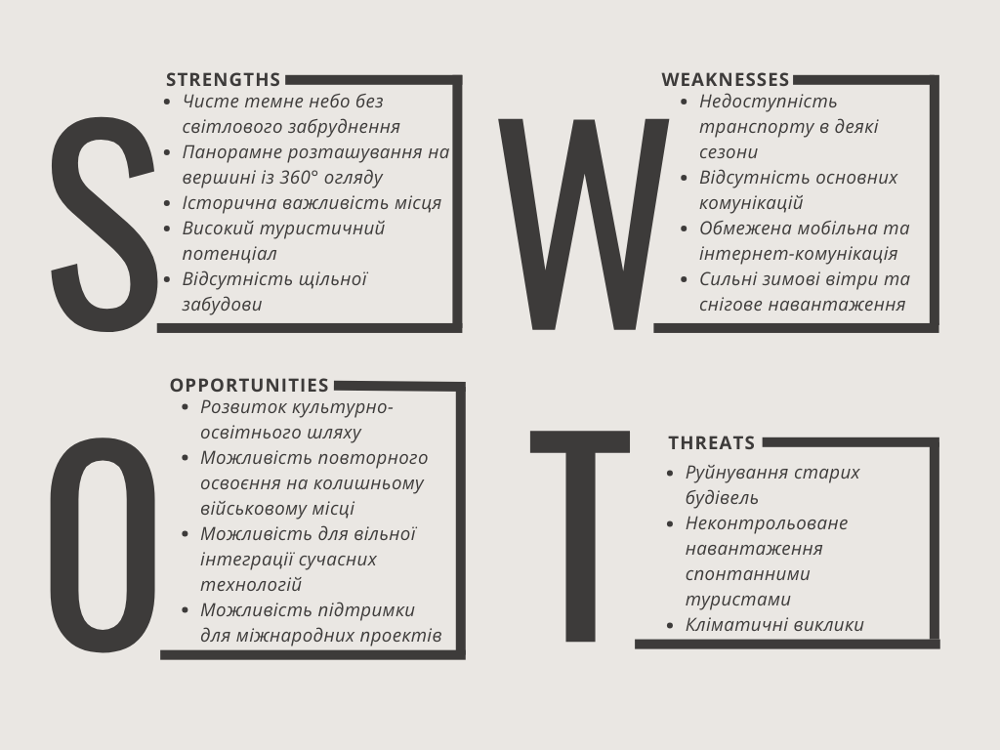 S
STRENGTHS
• Чисте темне небо без
світлового забруднення
• Панорамне розташування на
вершині із 360° огляду
• Історична важливість місця
• Високий туристичний
потенціал
• Відсутність щільної
забудови
W
WEAKNESSES
• Недоступність
транспорту в деякі
сезони
• Відсутність основних
комунікацій
• Обмежена мобільна та
інтернет-комунікація
• Сильні зимові вітри та
снігове навантаження
O
OPPORTUNITIES
• Розвиток культурно-
освітнього шляху
• Можливість повторного
освоєння на колишньому
військовому місці
• Можливість для вільної
інтеграції сучасних
технологій
• Можливість підтримки
для міжнародних проектів
T
THREATS
• Руйнування старих
будівель
• Неконтрольоване
навантаження
спонтанними
туристами
• Кліматичні виклики